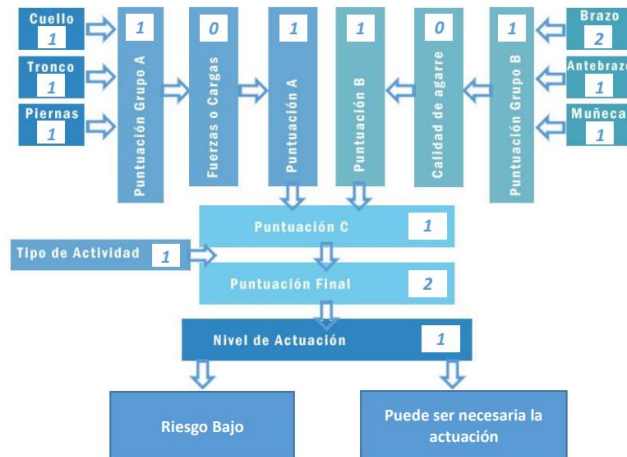 Cuello
1
Tronco
1
Piernas
1
1
Puntuación Grupo A
0
Fuerzas o Cargas
1
Puntuación A
1
Puntuación B
0
Calidad de agarre
1
Puntuación Grupo B
Brazo
2
Antebrazo
1
Muñeca
1
Puntuación C 1
Tipo de Actividad 1
Puntuación Final 2
Nivel de Actuación 1
Riesgo Bajo
Puede ser necesaria la
actuación